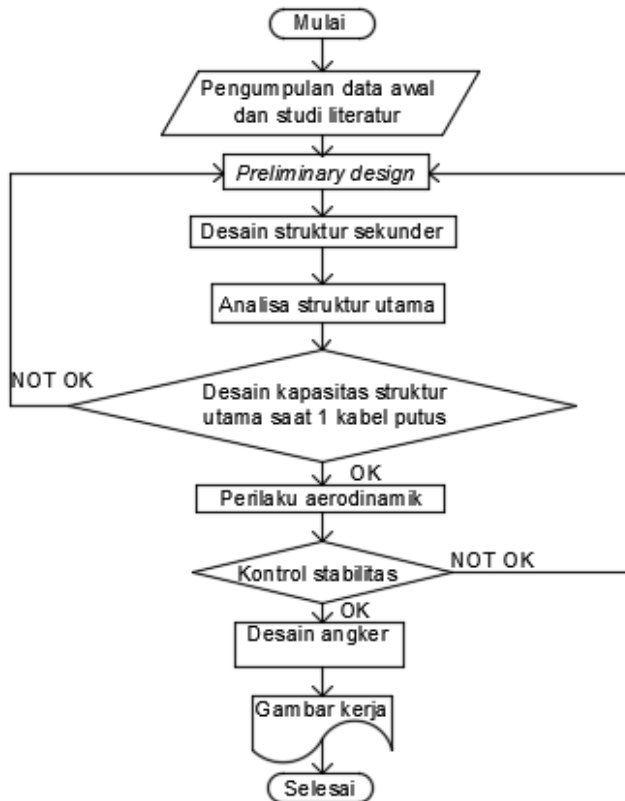 Mulai
Pengumpulan data awal
dan studi literatur
Preliminary design
Desain struktur sekunder
Analisa struktur utama
NOT OK
Desain kapasitas struktur
utama saat 1 kabel putus
OK
Perilaku aerodinamik
NOT OK
Kontrol stabilitas
OK
Desain angker
Gambar kerja
Selesai